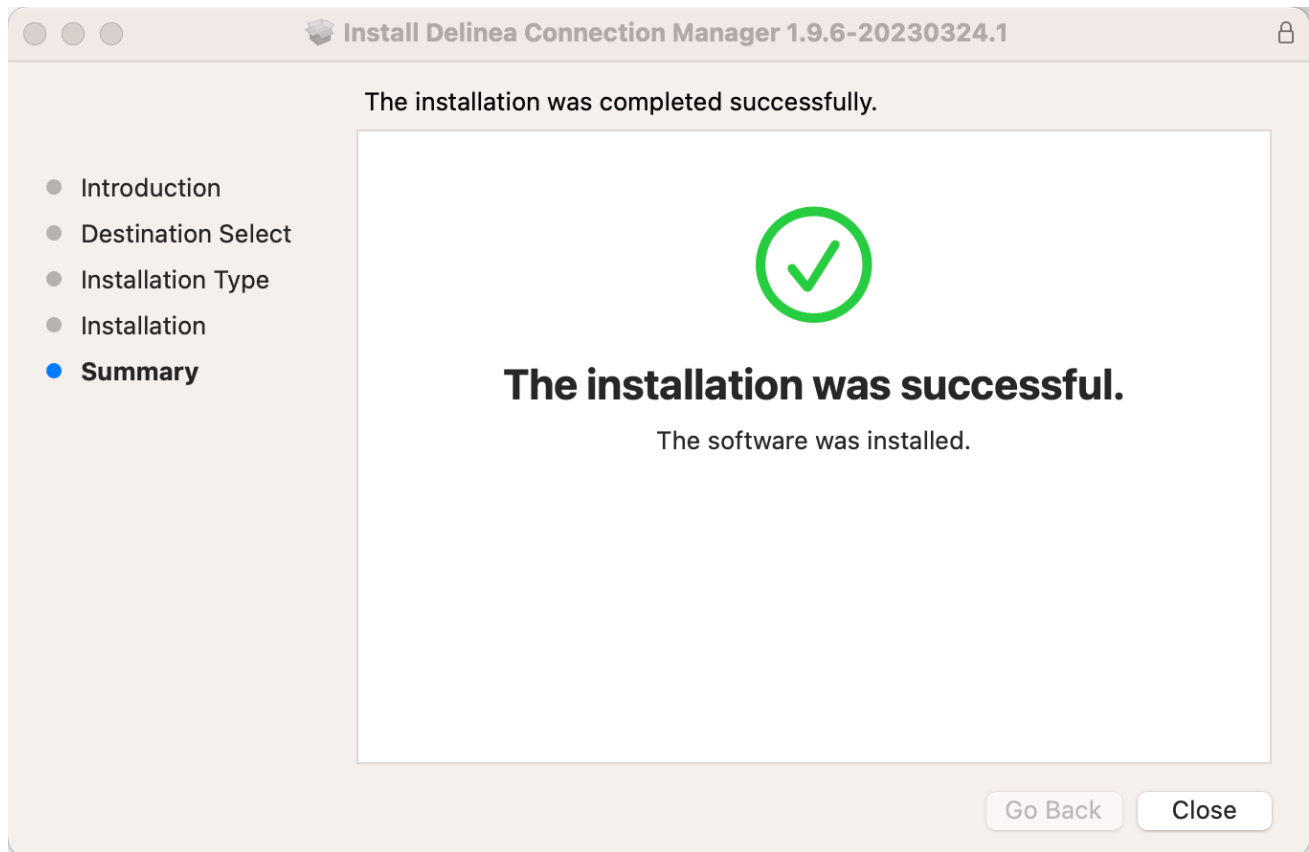 Install Delinea Connection Manager 1.9.6-20230324.1
The installation was completed successfully.
Introduction
Destination Select
Installation Type
Installation
Summary
The installation was successful.
The software was installed.
Go Back
Close